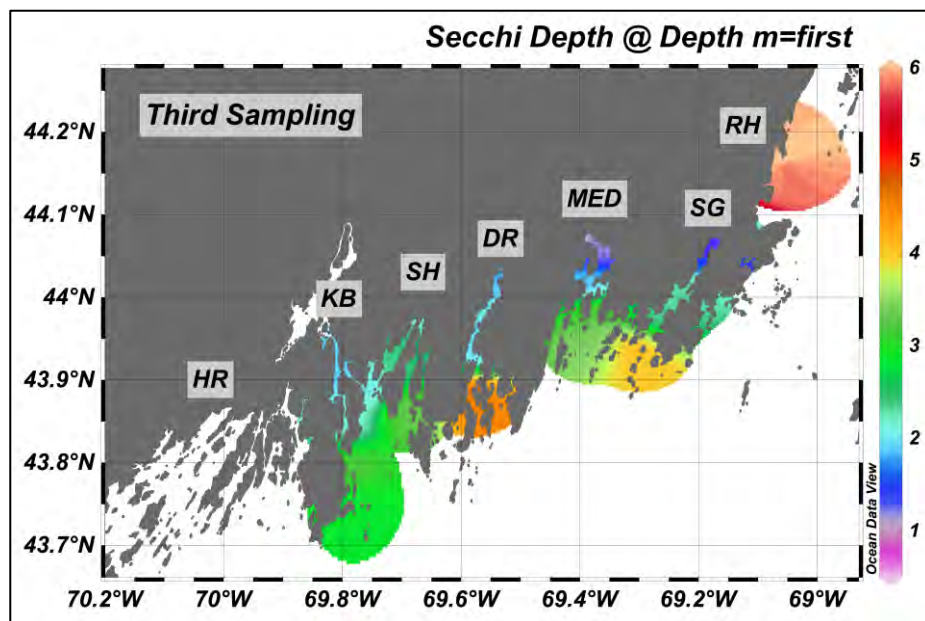 Secchi Depth @ Depth m=first
Third Sampling
RH
MED
SG
DR
SH
KB
HR
44.2°N
44.1°N
44°N
43.9°N
43.8°N
43.7°N
70.2°W 70°W 69.8°W 69.6°W 69.4°W 69.2°W 69°W
6
5
4
3
2
1
Ocean Data View